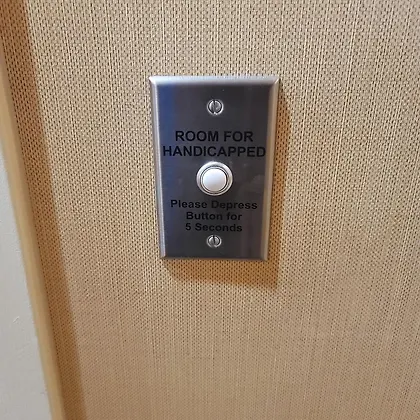 ROOM FOR
HANDICAPPED
Please Depress
Button for
5 Seconds